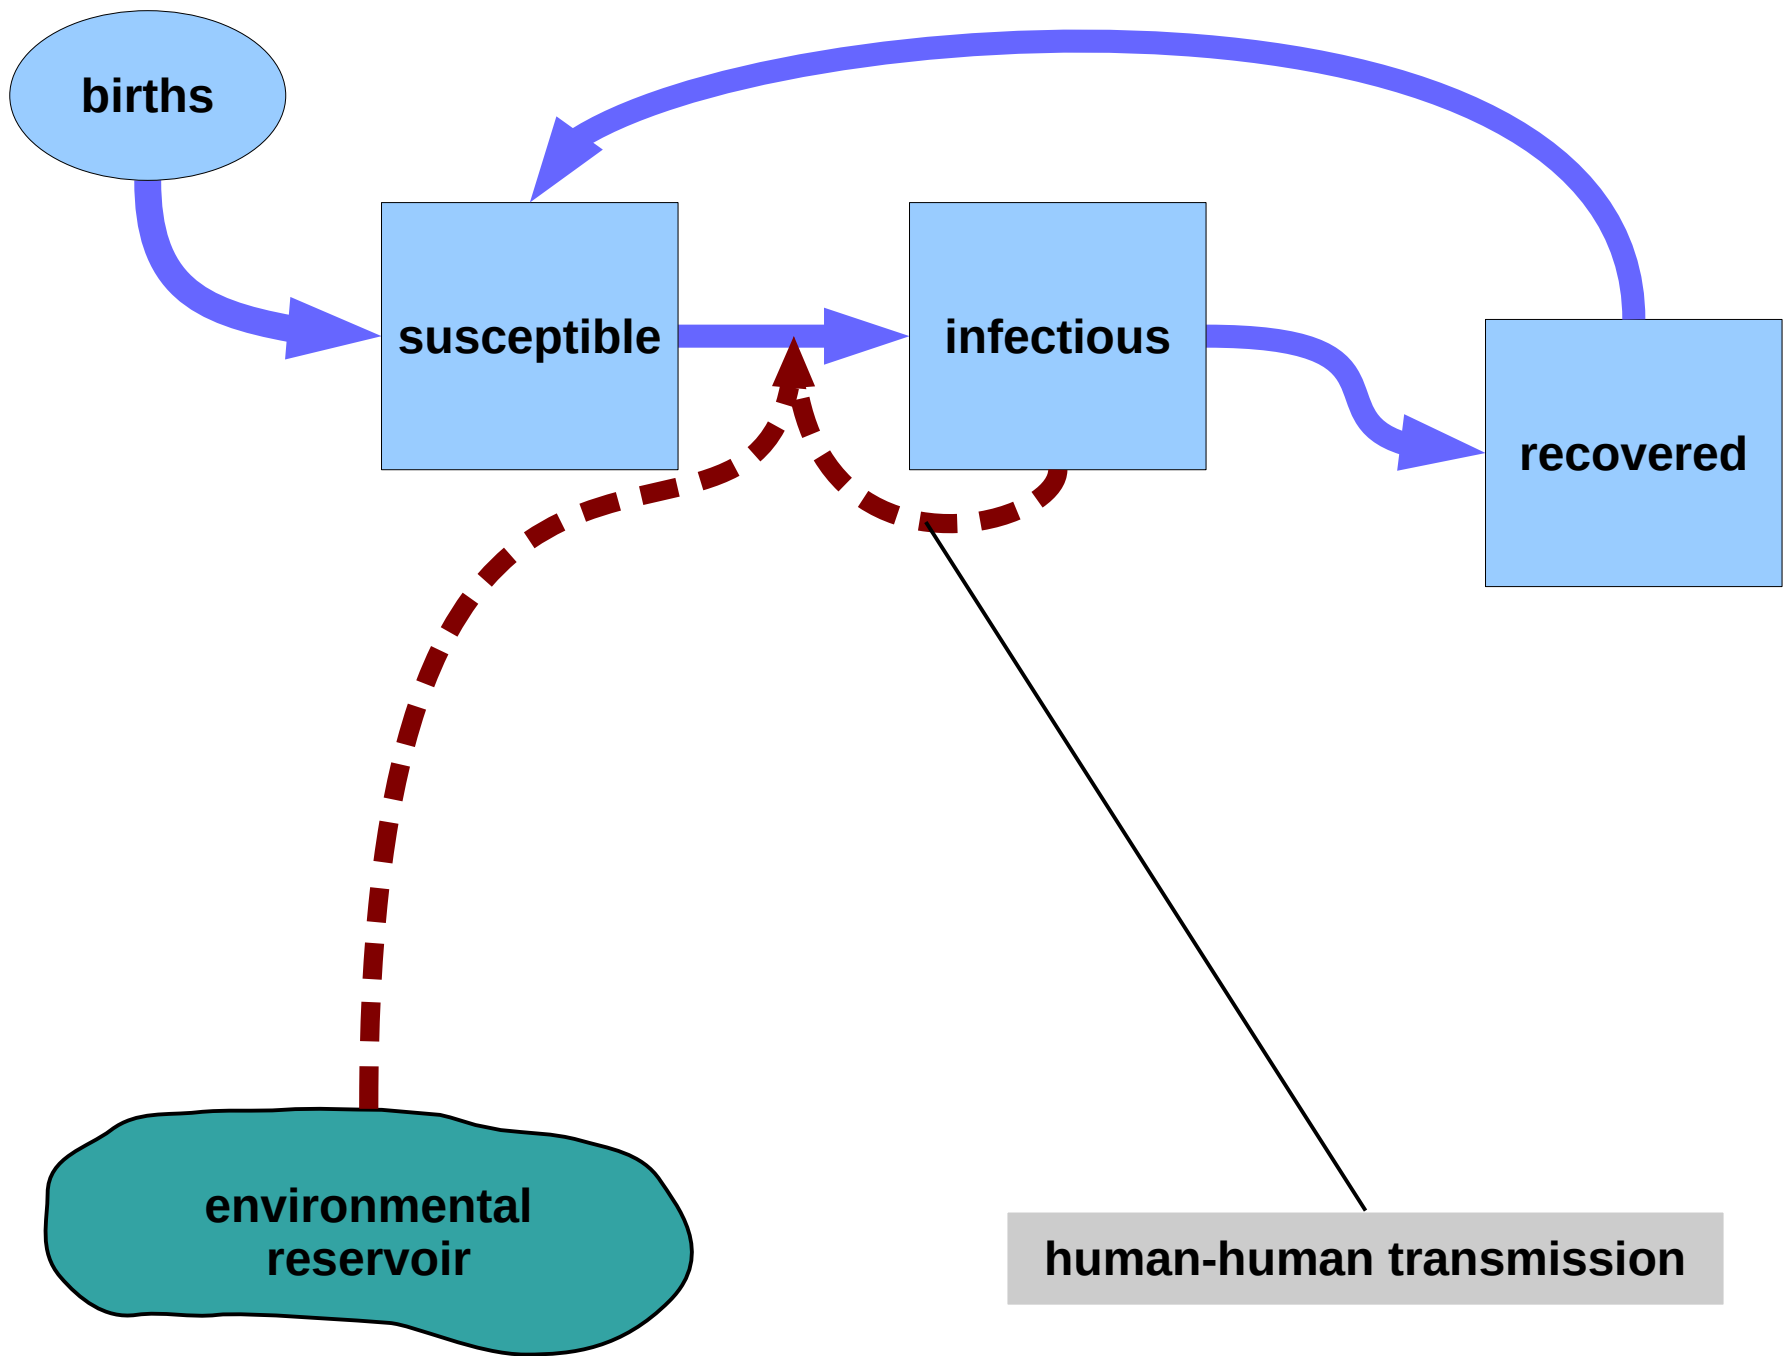 births
susceptible
infectious
recovered
environmental
reservoir
human-human transmission